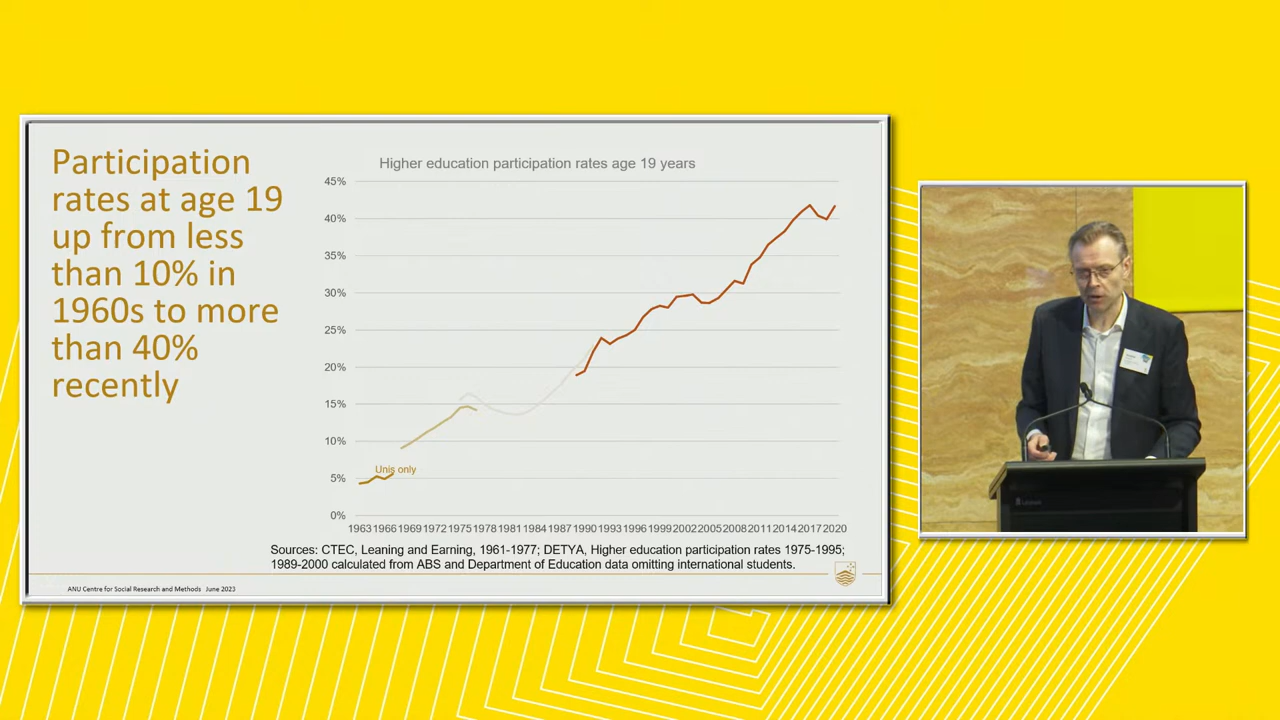 Participation
rates at age 19
up from less
than 10% in
1960s to more
than 40%
recently
Higher education participation rates age 19 years
45%
40%
35%
30%
25%
20%
15%
10%
5%
0%
Unis only
1963 1966 1969 1972 1975 1978 1981 1984 1987 1990 1993 1996 1999 2002 2005 2008 2011 2014 2017 2020
Sources: CTEC, Leaning and Earning, 1961-1977; DETYA, Higher education participation rates 1975-1995;
1989-2000 calculated from ABS and Department of Education data omitting international students.
ANU Centre for Social Research and Methods June 2023